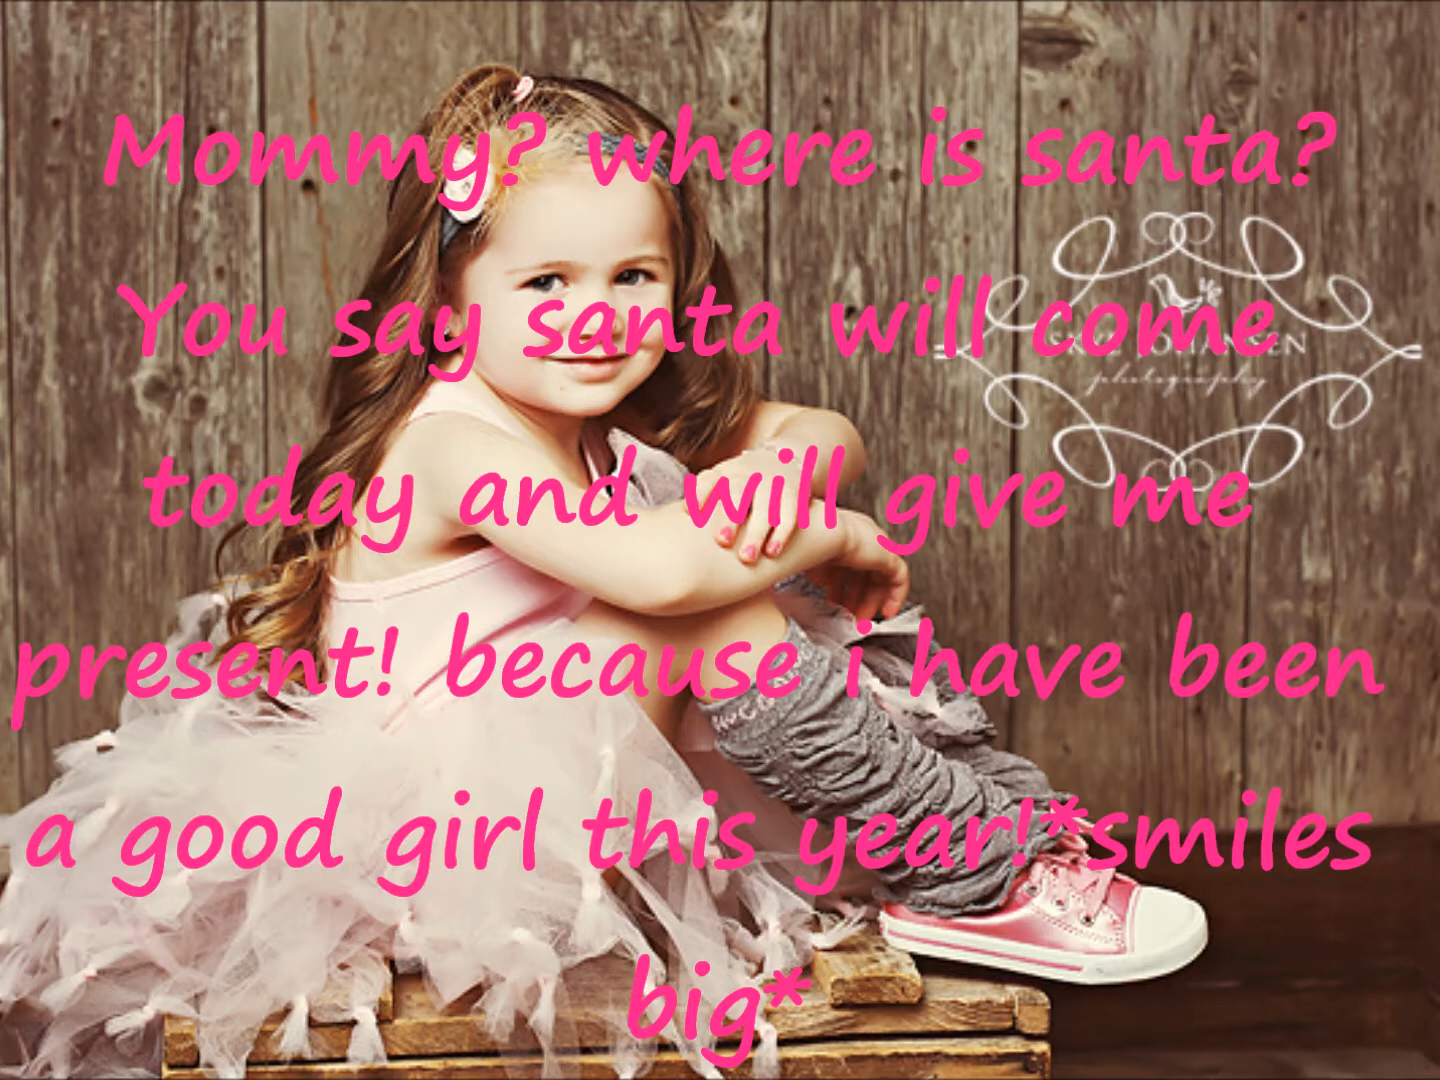 Mommy? where is santa?
You say santa will come
today and will give me
present! because i have been
a good girl this year!*smiles
big*
photography